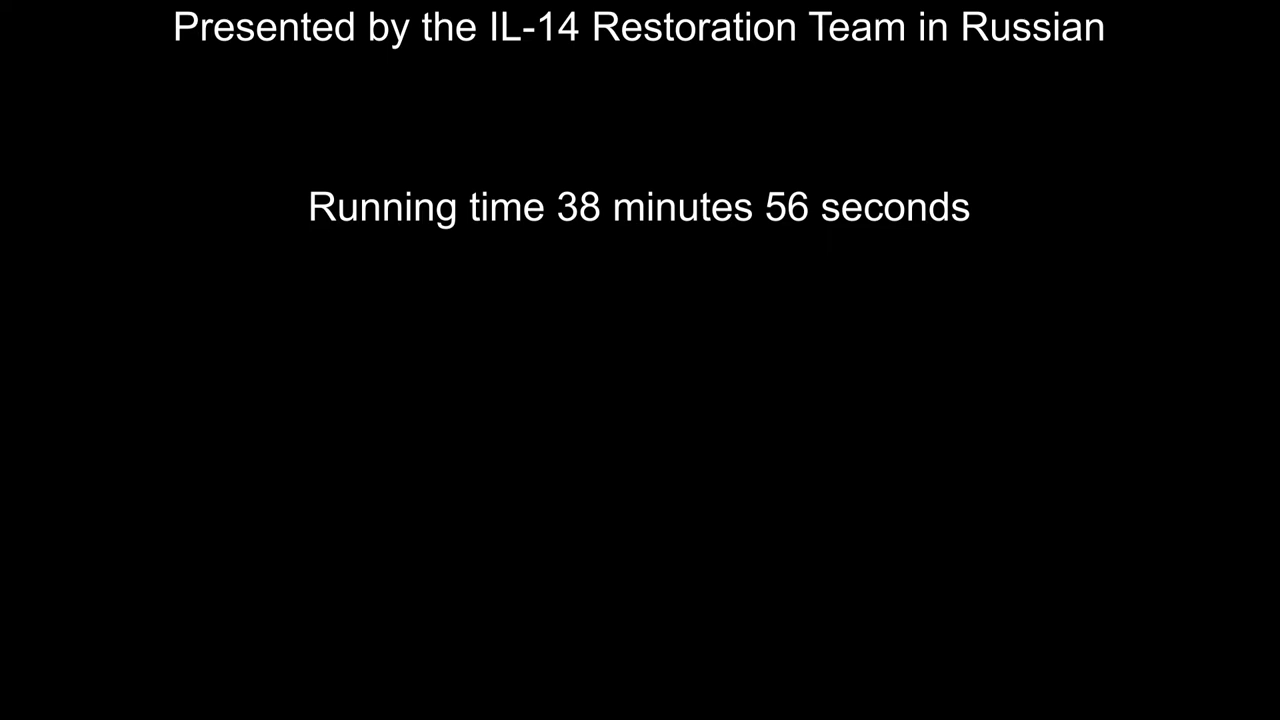 Presented by the IL-14 Restoration Team in Russian
Running time 38 minutes 56 seconds